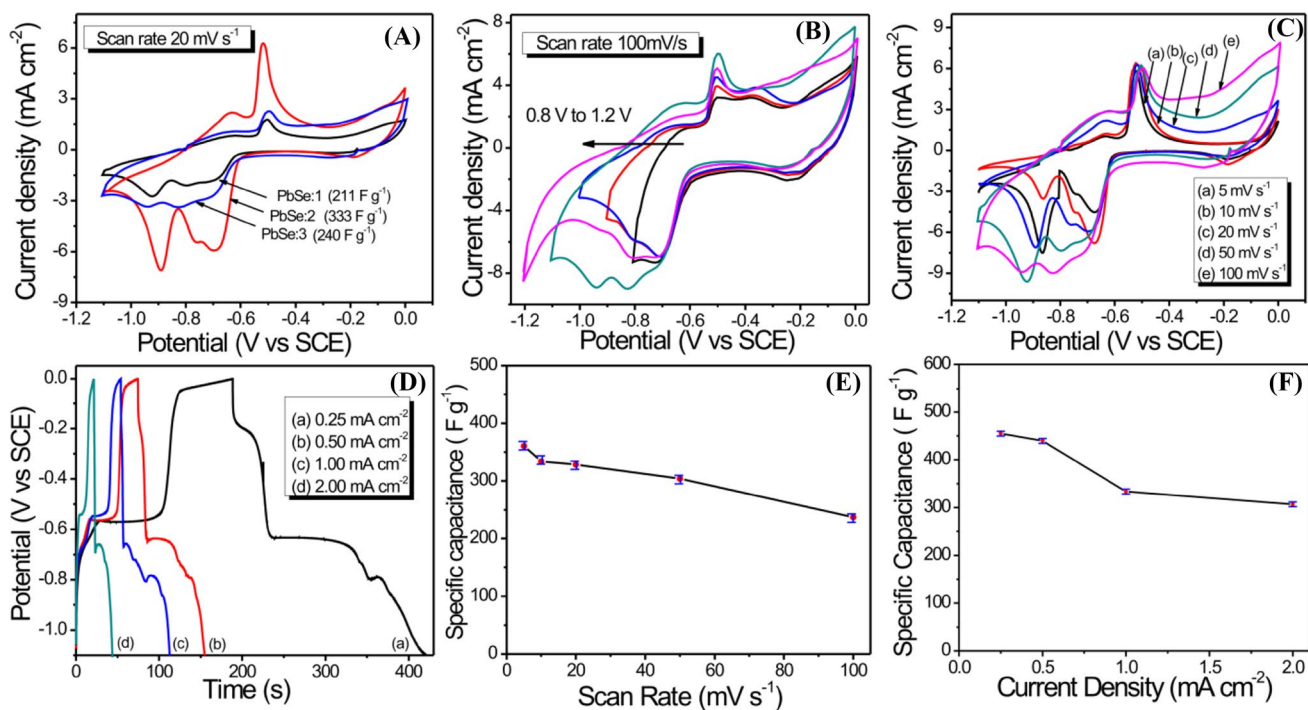 (A)
Scan rate 20 mV s⁻¹
Current density (mA cm⁻²)
6
3
0
-3
-6
-9
PbSe:1 (211 F g⁻¹)
PbSe:2 (333 F g⁻¹)
PbSe:3 (240 F g⁻¹)
-1.2 -1.0 -0.8 -0.6 -0.4 -0.2 0.0
Potential (V vs SCE)
(B)
Scan rate 100mV/s
Current density (mA cm⁻²)
8
4
0
-4
-8
0.8 V to 1.2 V
-1.2 -1.0 -0.8 -0.6 -0.4 -0.2 0.0
Potential (V vs SCE)
(C)
Current density (mA cm⁻²)
9
6
3
0
-3
-6
-9
(a) (b) (c) (d) (e)
(a) 5 mV s⁻¹
(b) 10 mV s⁻¹
(c) 20 mV s⁻¹
(d) 50 mV s⁻¹
(e) 100 mV s⁻¹
-1.2 -1.0 -0.8 -0.6 -0.4 -0.2 0.0
Potential (V vs SCE)
(D)
Potential (V vs SCE)
0.0
-0.2
-0.4
-0.6
-0.8
-1.0
(a) 0.25 mA cm⁻²
(b) 0.50 mA cm⁻²
(c) 1.00 mA cm⁻²
(d) 2.00 mA cm⁻²
(d) (c) (b) (a)
0 100 200 300 400
Time (s)
(E)
Specific capacitance ( F g⁻¹)
500
400
300
200
100
0
0 20 40 60 80 100
Scan Rate (mV s⁻¹)
(F)
Specific Capacitance ( F g⁻¹)
600
500
400
300
200
100
0
0.0 0.5 1.0 1.5 2.0
Current Density (mA cm⁻²)